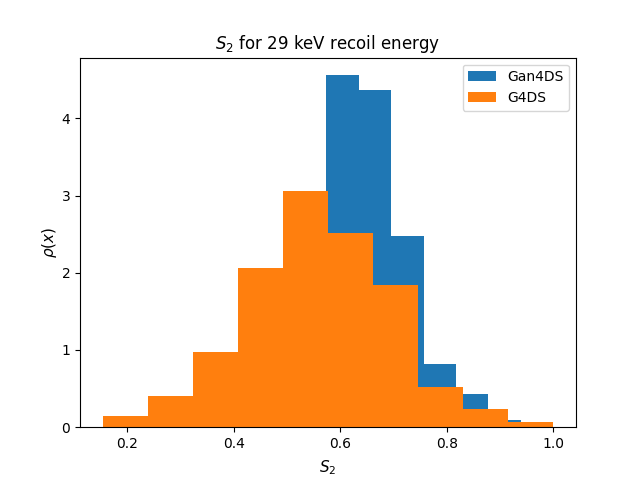 S₂ for 29 keV recoil energy
Gan4DS
G4DS
ρ(x)
4
3
2
1
0
0.2 0.4 0.6 0.8 1.0
S₂